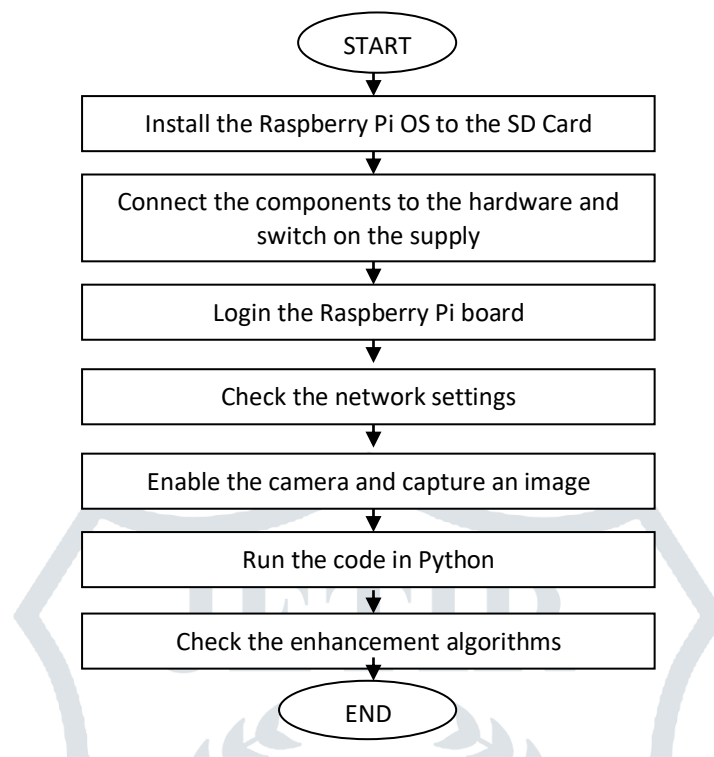 START
Install the Raspberry Pi OS to the SD Card
Connect the components to the hardware and
switch on the supply
Login the Raspberry Pi board
Check the network settings
Enable the camera and capture an image
Run the code in Python
JETIR
Check the enhancement algorithms
END